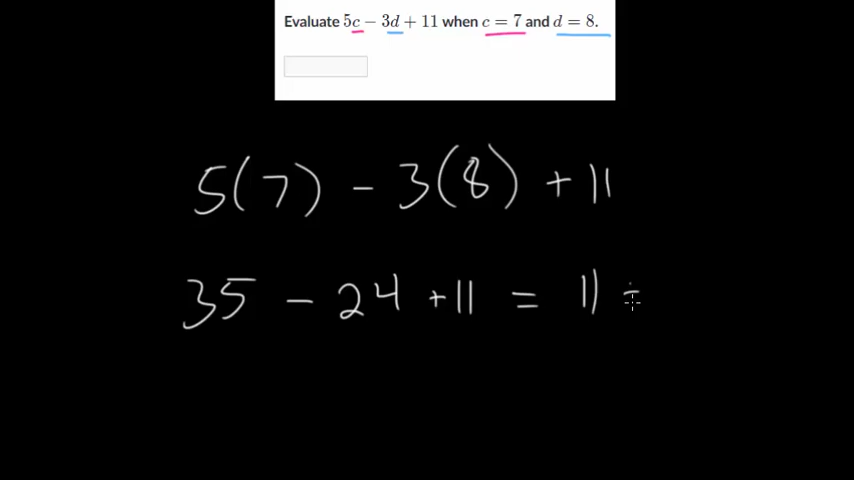 Evaluate 5c − 3d + 11 when c = 7 and d = 8.
5(7) − 3(8) + 11
35 − 24 + 11 = 11